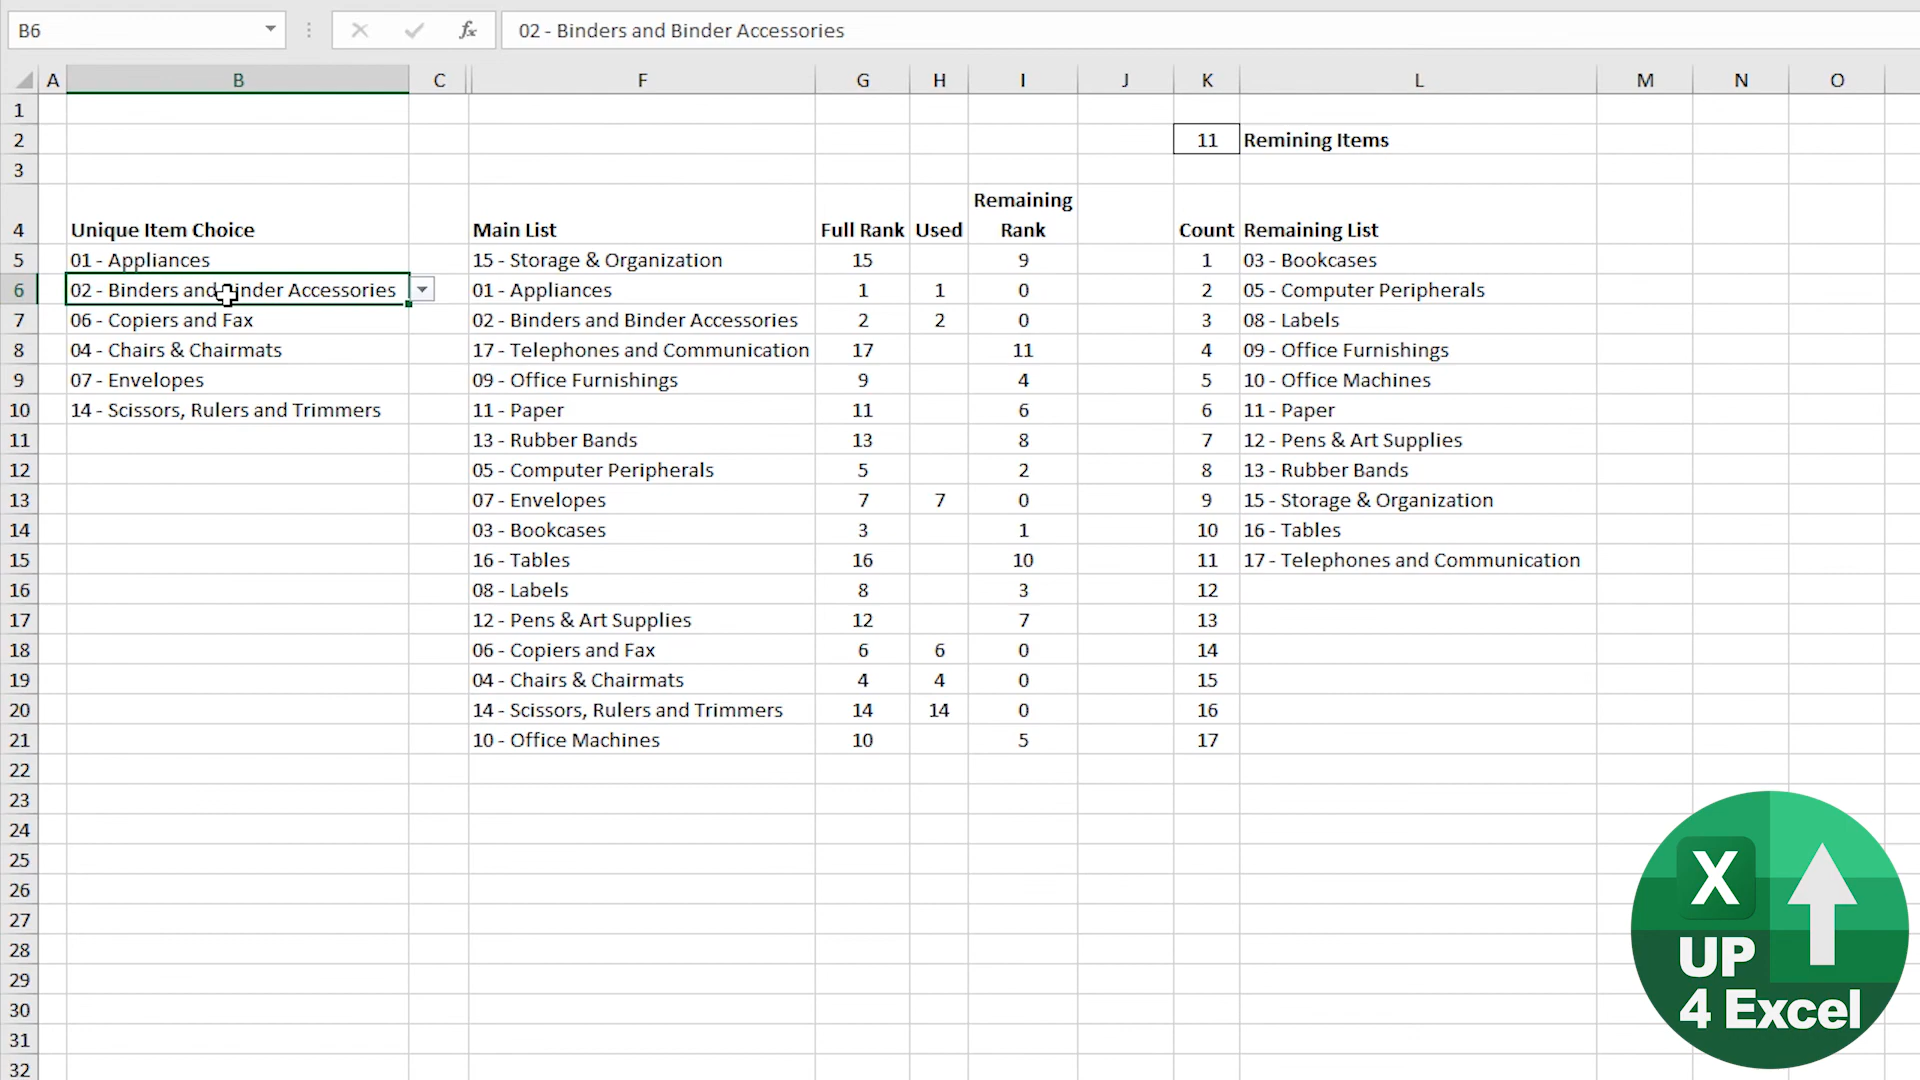 B6 fx 02 - Binders and Binder Accessories
A B C F G H I J K L M N O
1
2 11 Remining Items
3
Remaining
4 Unique Item Choice Main List Full Rank Used Rank Count Remaining List
5 01 - Appliances 15 - Storage & Organization 15 9 1 03 - Bookcases
6 02 - Binders and Binder Accessories 01 - Appliances 1 1 0 2 05 - Computer Peripherals
7 06 - Copiers and Fax 02 - Binders and Binder Accessories 2 2 0 3 08 - Labels
8 04 - Chairs & Chairmats 17 - Telephones and Communication 17 11 4 09 - Office Furnishings
9 07 - Envelopes 09 - Office Furnishings 9 4 5 10 - Office Machines
10 14 - Scissors, Rulers and Trimmers 11 - Paper 11 6 6 11 - Paper
11 13 - Rubber Bands 13 8 7 12 - Pens & Art Supplies
12 05 - Computer Peripherals 5 2 8 13 - Rubber Bands
13 07 - Envelopes 7 7 0 9 15 - Storage & Organization
14 03 - Bookcases 3 1 10 16 - Tables
15 16 - Tables 16 10 11 17 - Telephones and Communication
16 08 - Labels 8 3 12
17 12 - Pens & Art Supplies 12 7 13
18 06 - Copiers and Fax 6 6 0 14
19 04 - Chairs & Chairmats 4 4 0 15
20 14 - Scissors, Rulers and Trimmers 14 14 0 16
21 10 - Office Machines 10 5 17
22
23
24
25
26
27
28
29
30
31
32
X
UP
4 Excel